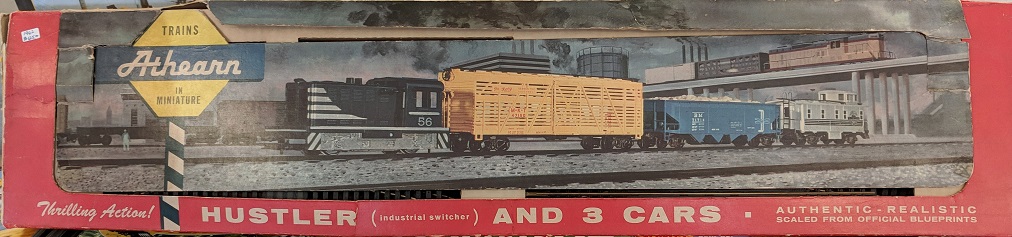 TRAINS
Athearn
IN
MINIATURE
56
Thrilling Action!
HUSTLER (industrial switcher) AND 3 CARS • AUTHENTIC - REALISTIC
SCALED FROM OFFICIAL BLUEPRINTS